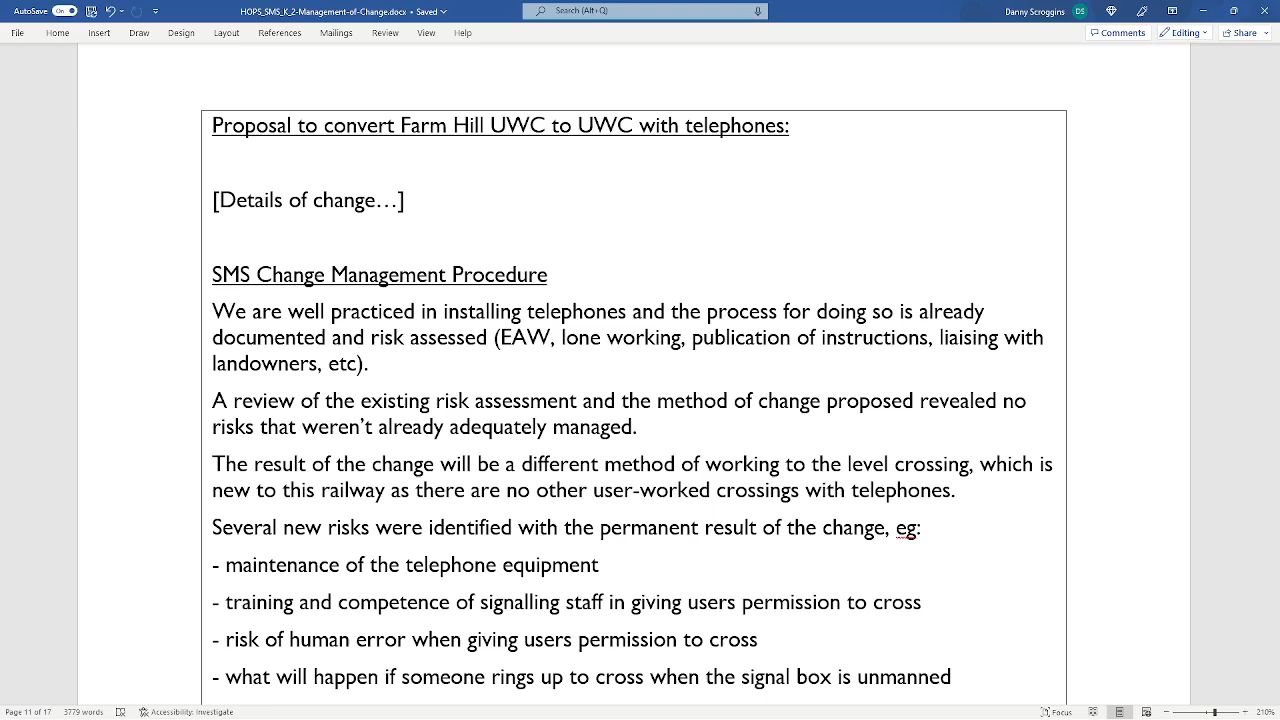 AutoSave On HOPS_SMS_K_2-Management-of-Change.docx • Saved Search (Alt+Q) Danny Scroggins DS
File Home Insert Draw Design Layout References Mailings Review View Help Comments Editing Share
Proposal to convert Farm Hill UWC to UWC with telephones:
[Details of change…]
SMS Change Management Procedure
We are well practiced in installing telephones and the process for doing so is already
documented and risk assessed (EAW, lone working, publication of instructions, liaising with
landowners, etc).
A review of the existing risk assessment and the method of change proposed revealed no
risks that weren’t already adequately managed.
The result of the change will be a different method of working to the level crossing, which is
new to this railway as there are no other user-worked crossings with telephones.
Several new risks were identified with the permanent result of the change, eg:
- maintenance of the telephone equipment
- training and competence of signalling staff in giving users permission to cross
- risk of human error when giving users permission to cross
- what will happen if someone rings up to cross when the signal box is unmanned
Page 11 of 17 3779 words Accessibility: Investigate Focus 210%